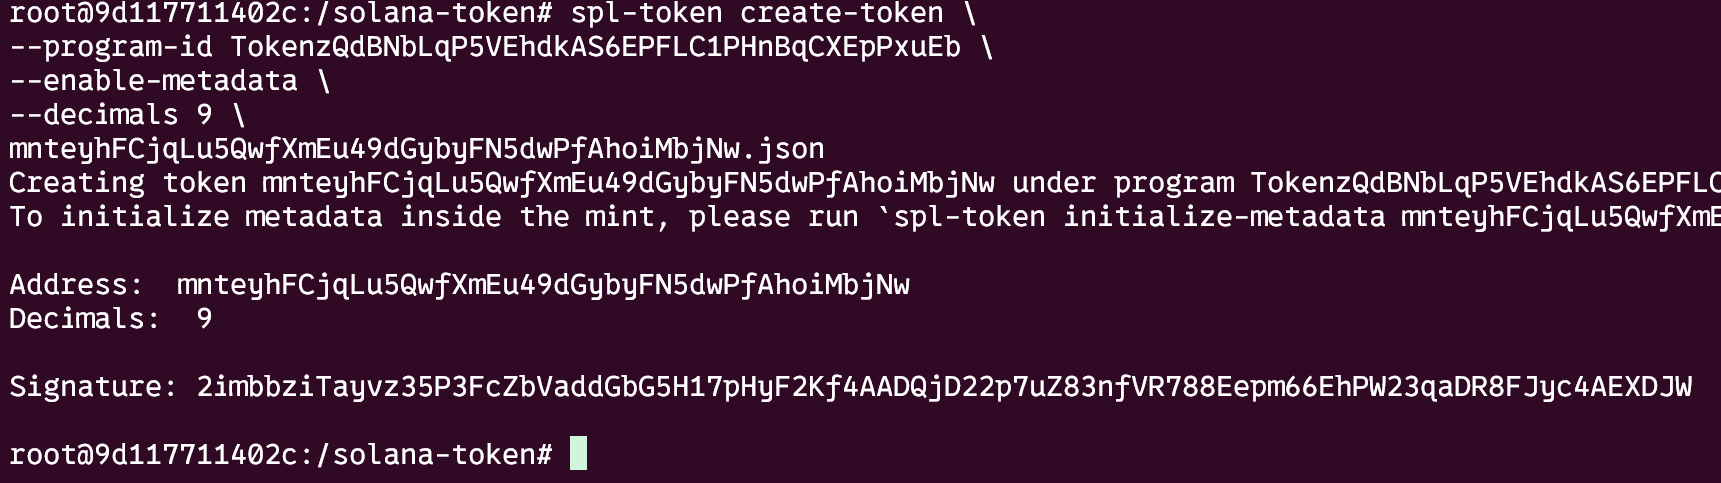 root@9d117711402c:/solana-token# spl-token create-token \
--program-id TokenzQdBNbLqP5VEhdkAS6EPFLC1PHnBqCXEpPxuEb \
--enable-metadata \
--decimals 9 \
mnteyhFCjqLu5QwfXmEu49dGybyFN5dwPfAhoiMbjNw.json
Creating token mnteyhFCjqLu5QwfXmEu49dGybyFN5dwPfAhoiMbjNw under program TokenzQdBNbLqP5VEhdkAS6EPFLC
To initialize metadata inside the mint, please run `spl-token initialize-metadata mnteyhFCjqLu5QwfXmE
Address:  mnteyhFCjqLu5QwfXmEu49dGybyFN5dwPfAhoiMbjNw
Decimals:  9
Signature: 2imbbziTayvz35P3FcZbVaddGbG5H17pHyF2Kf4AADQjD22p7uZ83nfVR788Eepm66EhPW23qaDR8FJyc4AEXDJW
root@9d117711402c:/solana-token#